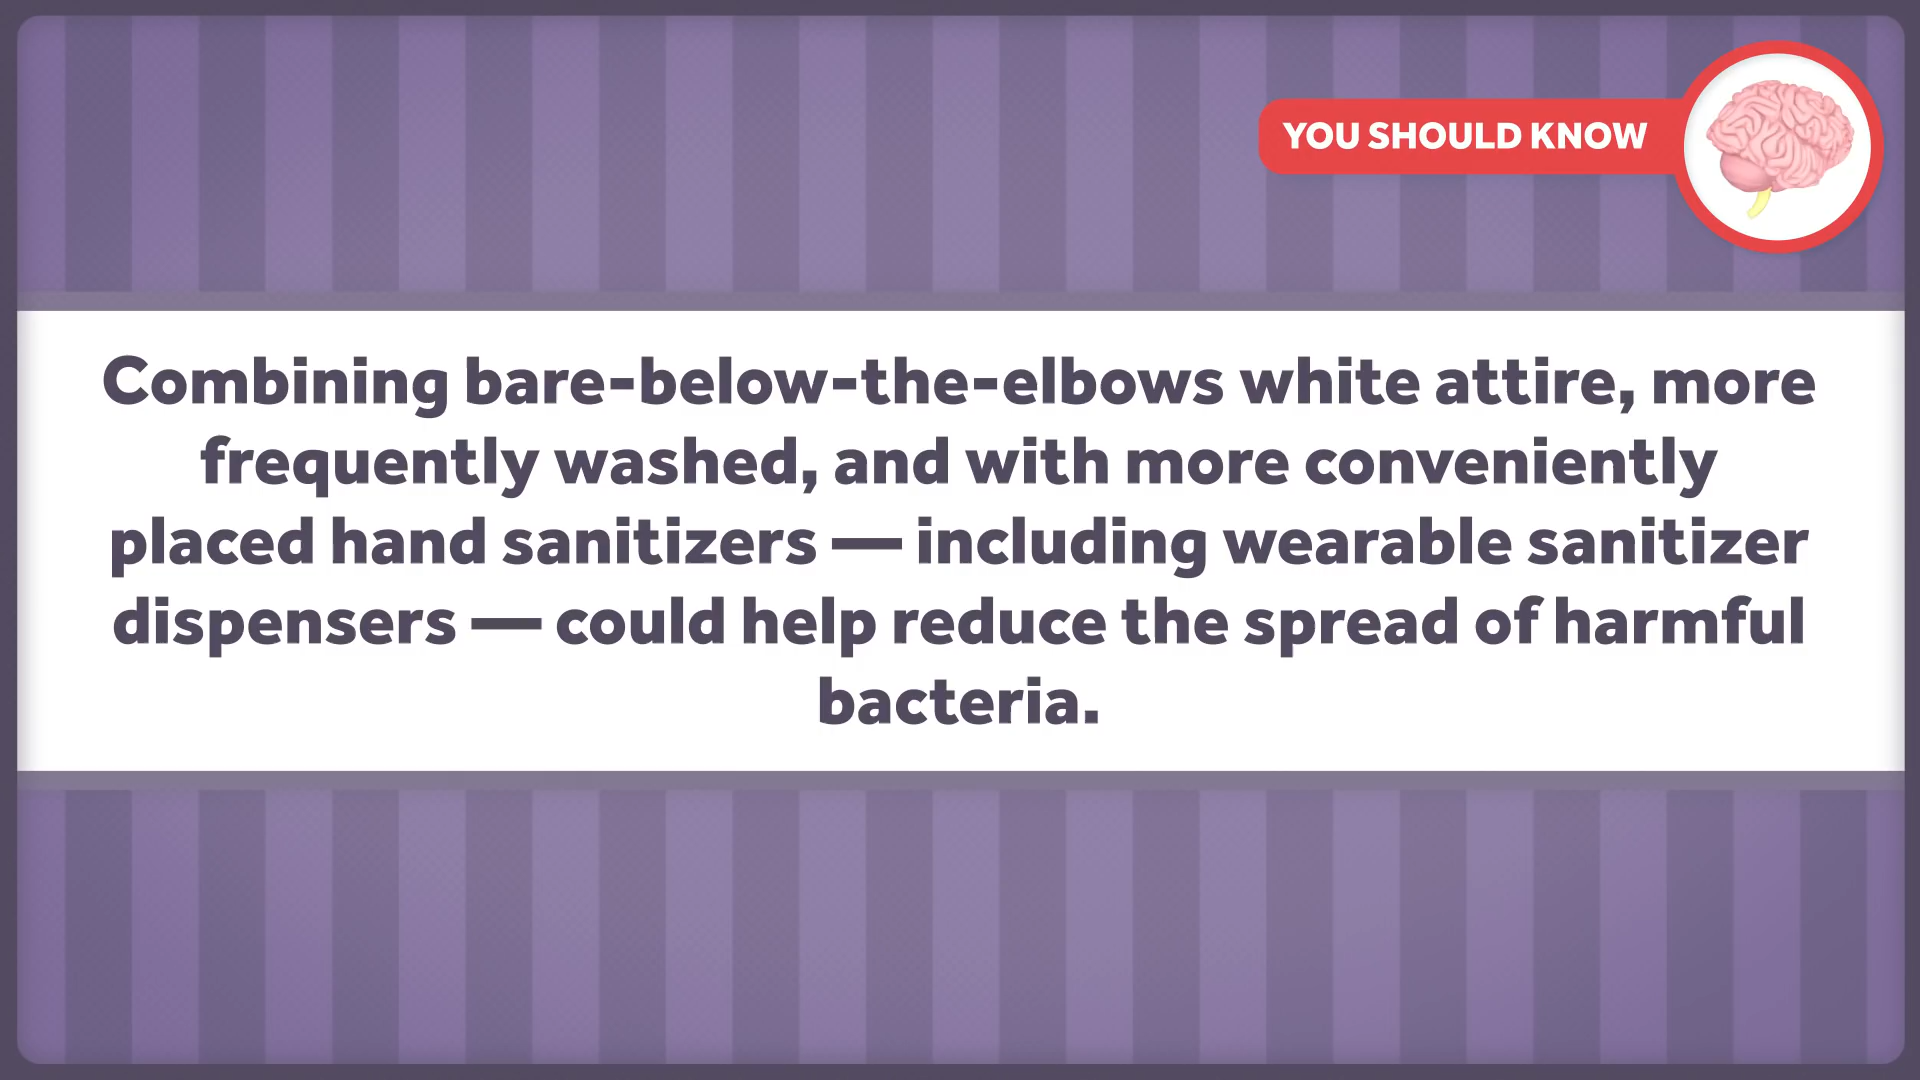 YOU SHOULD KNOW
Combining bare-below-the-elbows white attire, more
frequently washed, and with more conveniently
placed hand sanitizers — including wearable sanitizer
dispensers — could help reduce the spread of harmful
bacteria.